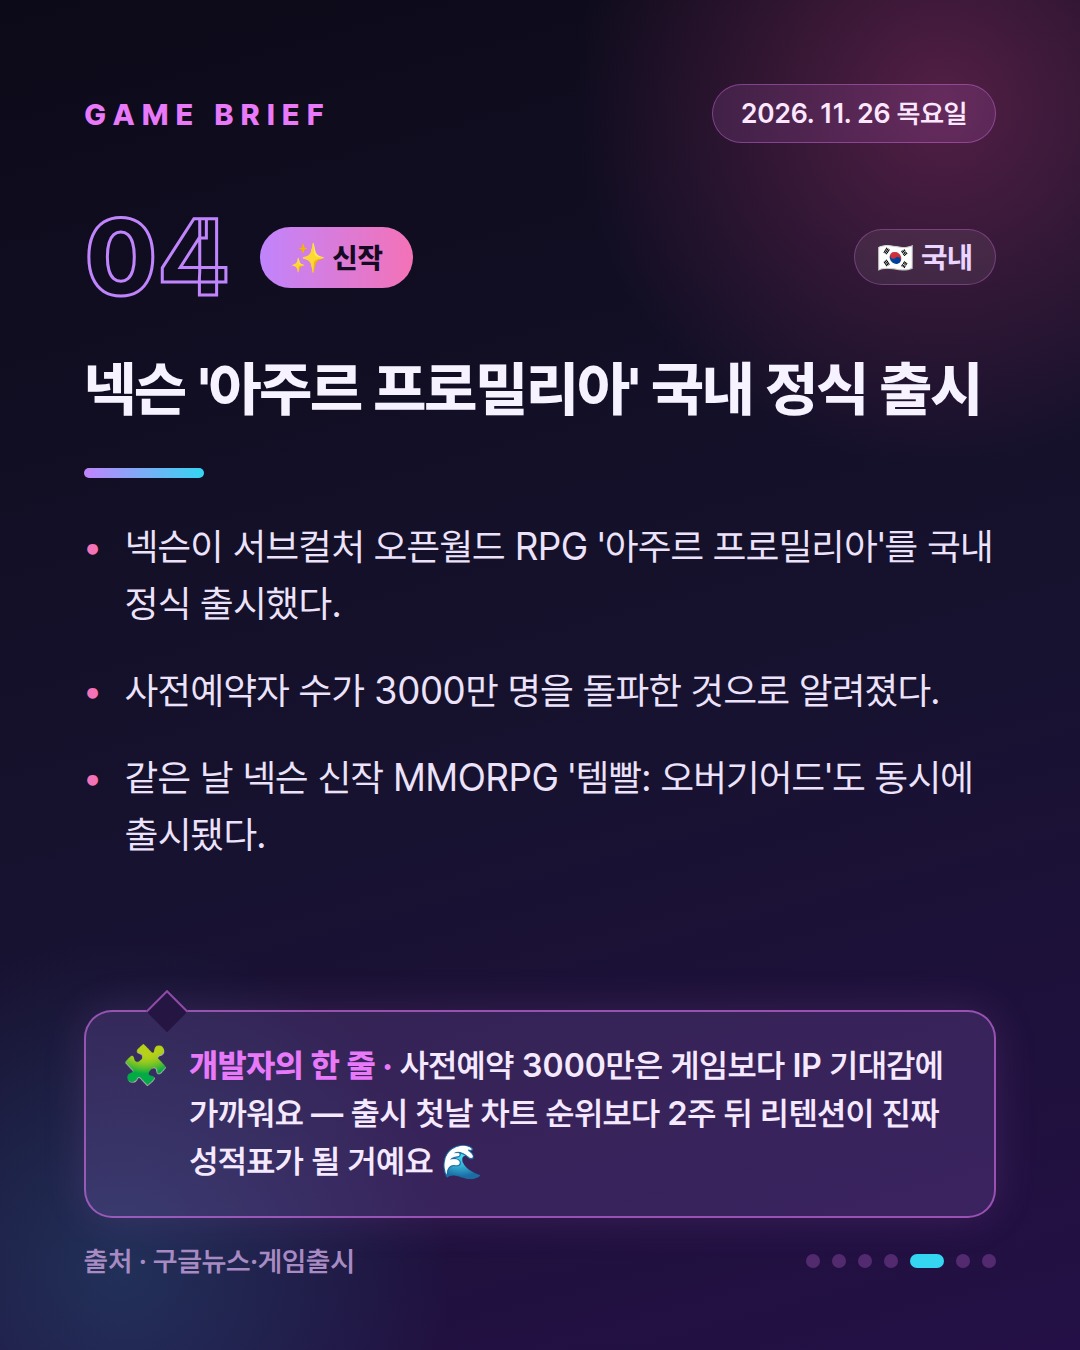 GAME BRIEF
2026. 11. 26 목요일
04
✨ 신작
🇰🇷 국내
넥슨 '아주르 프로밀리아' 국내 정식 출시
• 넥슨이 서브컬처 오픈월드 RPG '아주르 프로밀리아'를 국내
정식 출시했다.
• 사전예약자 수가 3000만 명을 돌파한 것으로 알려졌다.
• 같은 날 넥슨 신작 MMORPG '템빨: 오버기어드'도 동시에
출시됐다.
🧩 개발자의 한 줄 · 사전예약 3000만은 게임보다 IP 기대감에
가까워요 — 출시 첫날 차트 순위보다 2주 뒤 리텐션이 진짜
성적표가 될 거예요 🌊
출처 · 구글뉴스·게임출시